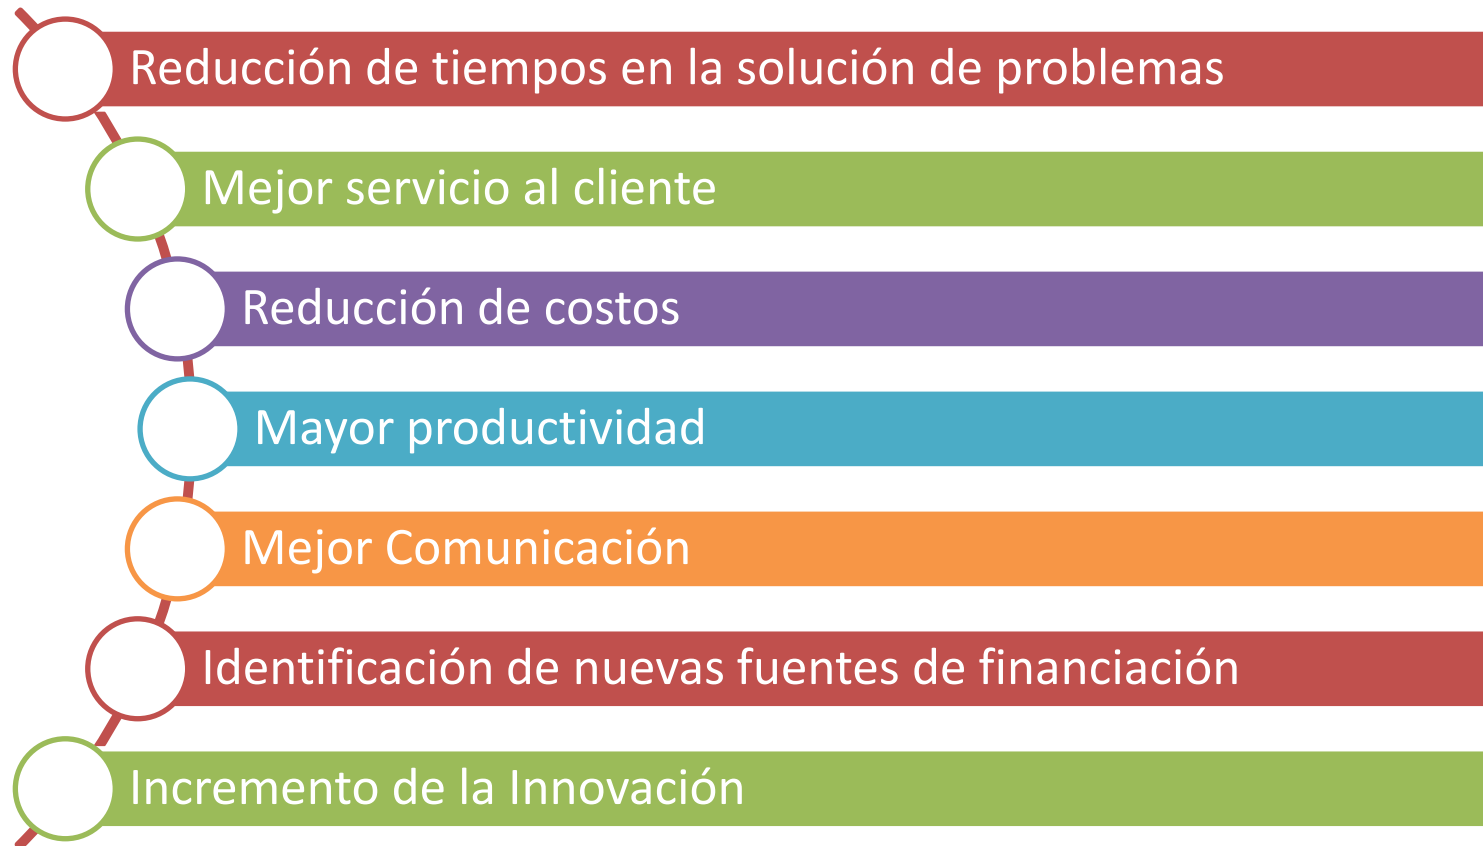 Reducción de tiempos en la solución de problemas
Mejor servicio al cliente
Reducción de costos
Mayor productividad
Mejor Comunicación
Identificación de nuevas fuentes de financiación
Incremento de la Innovación